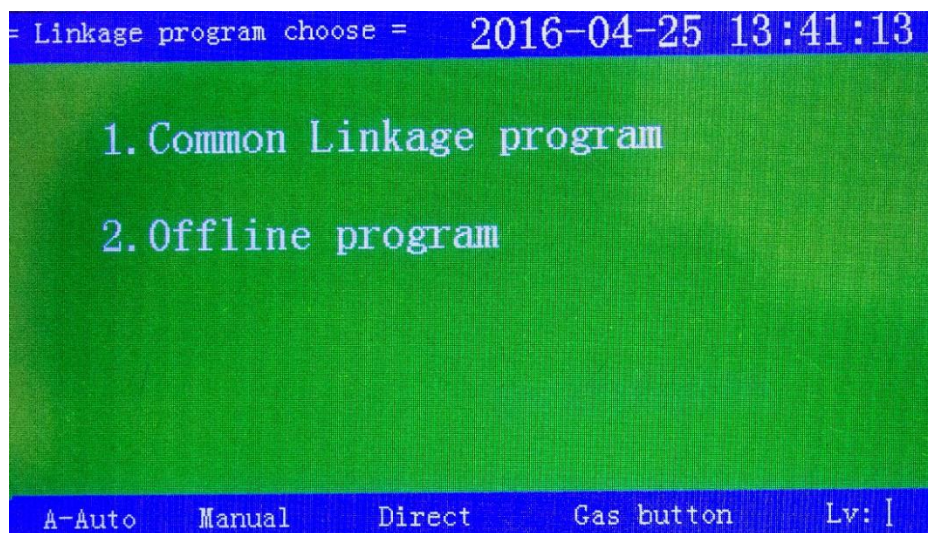 = Linkage program choose = 2016-04-25 13:41:13
1.Common Linkage program
2.Offline program
A-Auto Manual Direct Gas button Lv: